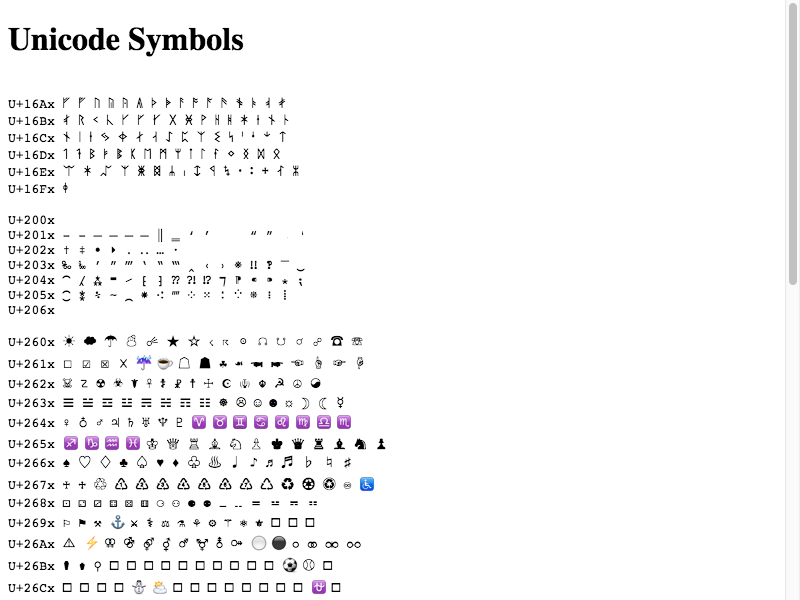 Unicode Symbols
U+16Ax ᚠ ᚡ ᚢ ᚣ ᚤ ᚥ ᚦ ᚧ ᚨ ᚩ ᚪ ᚫ ᚬ ᚭ ᚮ ᚯ
U+16Bx ᚰ ᚱ ᚲ ᚳ ᚴ ᚵ ᚶ ᚷ ᚸ ᚹ ᚺ ᚻ ᚼ ᚽ ᚾ ᚿ
U+16Cx ᛀ ᛁ ᛂ ᛃ ᛄ ᛅ ᛆ ᛇ ᛈ ᛉ ᛊ ᛋ ᛌ ᛍ ᛎ ᛏ
U+16Dx ᛐ ᛑ ᛒ ᛓ ᛔ ᛕ ᛖ ᛗ ᛘ ᛙ ᛚ ᛛ ᛜ ᛝ ᛞ ᛟ
U+16Ex ᛠ ᛡ ᛢ ᛣ ᛤ ᛥ ᛦ ᛧ ᛨ ᛩ ᛪ ᛫ ᛬ ᛭ ᛮ ᛯ
U+16Fx ᛰ
U+200x
U+201x ‐ ‑ ‒ – — ― ‖ ‗ ‘ ’ ‚ ‛ “ ” „ ‟
U+202x † ‡ • ‣ ․ ‥ … ‧
U+203x ‰ ‱ ′ ″ ‴ ‵ ‶ ‷ ‸ ‹ › ※ ‼ ‽ ‾ ‿
U+204x ⁀ ⁁ ⁂ ⁃ ⁄ ⁅ ⁆ ⁇ ⁈ ⁉ ⁊ ⁋ ⁌ ⁍ ⁎ ⁏
U+205x ⁐ ⁑ ⁒ ⁓ ⁔ ⁕ ⁖ ⁗ ⁘ ⁙ ⁚ ⁛ ⁜ ⁝ ⁞
U+206x
U+260x ☀ ☁ ☂ ☃ ☄ ★ ☆ ☇ ☈ ☉ ☊ ☋ ☌ ☍ ☎ ☏
U+261x ☐ ☑ ☒ ☓ ☔ ☕ ☖ ☗ ☘ ☙ ☚ ☛ ☜ ☝ ☞ ☟
U+262x ☠ ☡ ☢ ☣ ☤ ☥ ☦ ☧ ☨ ☩ ☪ ☫ ☬ ☭ ☮ ☯
U+263x ☰ ☱ ☲ ☳ ☴ ☵ ☶ ☷ ☸ ☹ ☺ ☻ ☼ ☽ ☾ ☿
U+264x ♀ ♁ ♂ ♃ ♄ ♅ ♆ ♇ ♈ ♉ ♊ ♋ ♌ ♍ ♎ ♏
U+265x ♐ ♑ ♒ ♓ ♔ ♕ ♖ ♗ ♘ ♙ ♚ ♛ ♜ ♝ ♞ ♟
U+266x ♠ ♡ ♢ ♣ ♤ ♥ ♦ ♧ ♨ ♩ ♪ ♫ ♬ ♭ ♮ ♯
U+267x ♰ ♱ ♲ ♳ ♴ ♵ ♶ ♷ ♸ ♹ ♺ ♻ ♼ ♽ ♾ ♿
U+268x ⚀ ⚁ ⚂ ⚃ ⚄ ⚅ ⚆ ⚇ ⚈ ⚉ ⚊ ⚋ ⚌ ⚍ ⚎ ⚏
U+269x ⚐ ⚑ ⚒ ⚓ ⚔ ⚕ ⚖ ⚗ ⚘ ⚙ ⚚ ⚛ ⚜ □ □ □
U+26Ax ⚠ ⚡ ⚢ ⚣ ⚤ ⚥ ⚦ ⚧ ⚨ ⚩ ⚪ ⚫ ⚬ ⚭ ⚮ ⚯
U+26Bx ⚰ ⚱ ⚲ □ □ □ □ □ □ □ □ □ □ ⚽ ⚾ □
U+26Cx □ □ □ □ ⛄ ⛅ □ □ □ □ □ □ □ □ ⛎ □